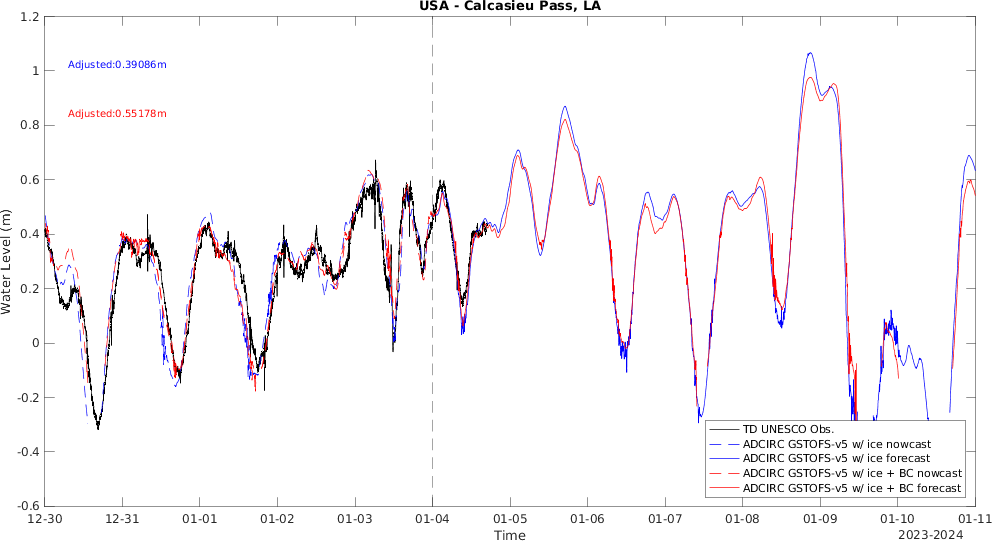 USA - Calcasieu Pass, LA
1.2
1
0.8
0.6
0.4
0.2
0
-0.2
-0.4
-0.6
Water Level (m)
Adjusted:0.39086m
Adjusted:0.55178m
TD UNESCO Obs.
ADCIRC GSTOFS-v5 w/ ice nowcast
ADCIRC GSTOFS-v5 w/ ice forecast
ADCIRC GSTOFS-v5 w/ ice + BC nowcast
ADCIRC GSTOFS-v5 w/ ice + BC forecast
12-30 12-31 01-01 01-02 01-03 01-04 01-05 01-06 01-07 01-08 01-09 01-10 01-11
Time
2023-2024